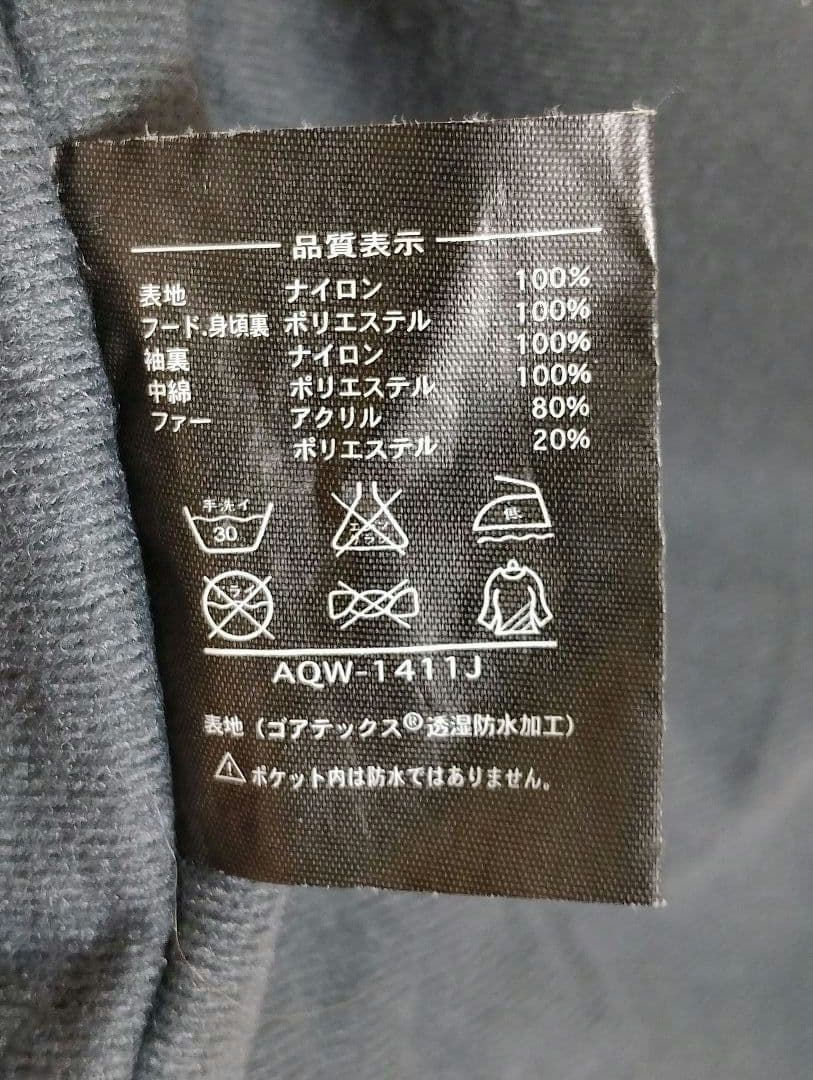 品質表示
表地 ナイロン 100%
フード.身頃裏 ポリエステル 100%
袖裏 ナイロン 100%
中綿 ポリエステル 100%
ファー アクリル 80%
ポリエステル 20%
手洗イ 低
30
AQW-1411J
表地（ゴアテックス®透湿防水加工）
ポケット内は防水ではありません。